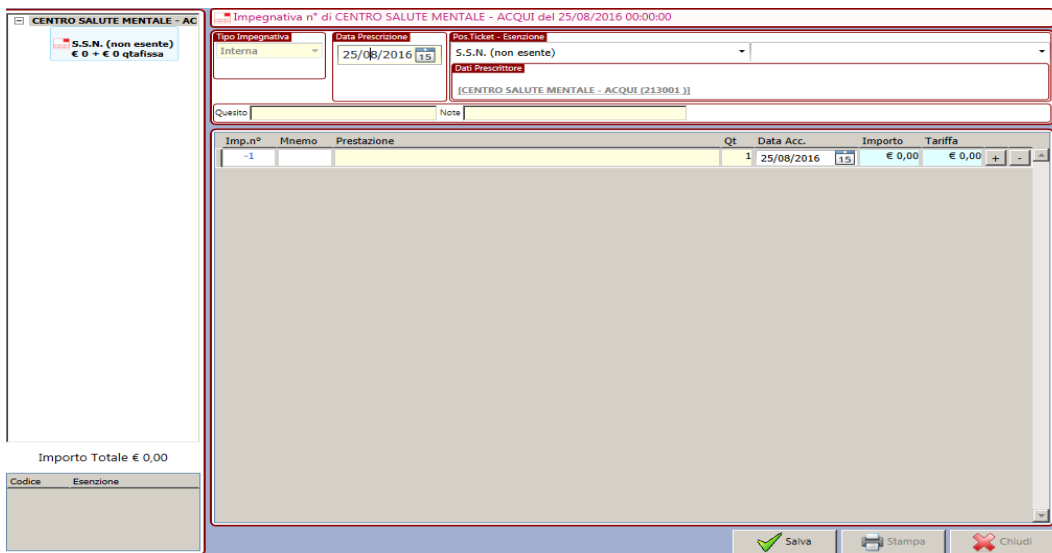 CENTRO SALUTE MENTALE - AC
S.S.N. (non esente)
€ 0 + € 0 qtafissa
Importo Totale € 0,00
Codice Esenzione
Impegnativa n° di CENTRO SALUTE MENTALE - ACQUI del 25/08/2016 00:00:00
Tipo Impegnativa Data Prescrizione Pos.Ticket - Esenzione
Interna 25/08/2016 15 S.S.N. (non esente)
Dati Prescrittore
[CENTRO SALUTE MENTALE - ACQUI (213001 )]
Quesito Note
Imp.n° Mnemo Prestazione Qt Data Acc. Importo Tariffa
-1 1 25/08/2016 15 € 0,00 € 0,00 + -
Salva Stampa Chiudi